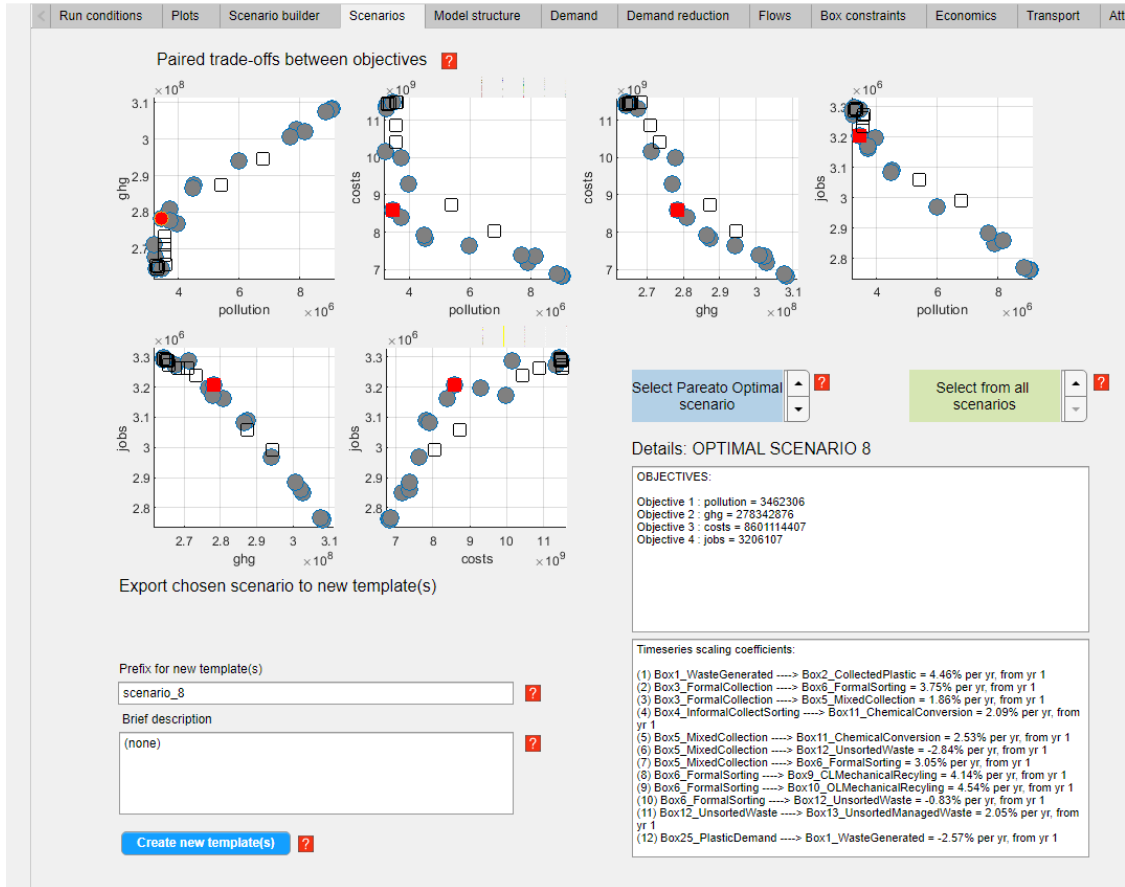 Run conditions
Plots
Scenario builder
Scenarios
Model structure
Demand
Demand reduction
Flows
Box constraints
Economics
Transport
Att
Paired trade-offs between objectives ?
×10^8
3.1
3
2.9
2.8
2.7
ghg
4 6 8
pollution ×10^6
×10^9
11
10
9
8
7
costs
4 6 8
pollution ×10^6
×10^9
11
10
9
8
7
costs
2.7 2.8 2.9 3 3.1
ghg ×10^8
×10^6
3.3
3.2
3.1
3
2.9
2.8
jobs
4 6 8
pollution ×10^6
×10^6
3.3
3.2
3.1
3
2.9
2.8
jobs
2.7 2.8 2.9 3 3.1
ghg ×10^8
×10^6
3.3
3.2
3.1
3
2.9
2.8
jobs
7 8 9 10 11
costs ×10^9
Select Pareato Optimal
scenario
?
Select from all
scenarios
?
Details: OPTIMAL SCENARIO 8
OBJECTIVES:
Objective 1 : pollution = 3462306
Objective 2 : ghg = 278342876
Objective 3 : costs = 8601114407
Objective 4 : jobs = 3206107
Export chosen scenario to new template(s)
Prefix for new template(s)
scenario_8 ?
Brief description
(none) ?
Create new template(s) ?
Timeseries scaling coefficients:
(1) Box1_WasteGenerated ----> Box2_CollectedPlastic = 4.46% per yr, from yr 1
(2) Box3_FormalCollection ----> Box6_FormalSorting = 3.75% per yr, from yr 1
(3) Box3_FormalCollection ----> Box5_MixedCollection = 1.86% per yr, from yr 1
(4) Box4_InformalCollectSorting ----> Box11_ChemicalConversion = 2.09% per yr, from
yr 1
(5) Box5_MixedCollection ----> Box11_ChemicalConversion = 2.53% per yr, from yr 1
(6) Box5_MixedCollection ----> Box12_UnsortedWaste = -2.84% per yr, from yr 1
(7) Box5_MixedCollection ----> Box6_FormalSorting = 3.05% per yr, from yr 1
(8) Box6_FormalSorting ----> Box9_CLMechanicalRecyling = 4.14% per yr, from yr 1
(9) Box6_FormalSorting ----> Box10_OLMechanicalRecyling = 4.54% per yr, from yr 1
(10) Box6_FormalSorting ----> Box12_UnsortedWaste = -0.83% per yr, from yr 1
(11) Box12_UnsortedWaste ----> Box13_UnsortedManagedWaste = 2.05% per yr, from
yr 1
(12) Box25_PlasticDemand ----> Box1_WasteGenerated = -2.57% per yr, from yr 1